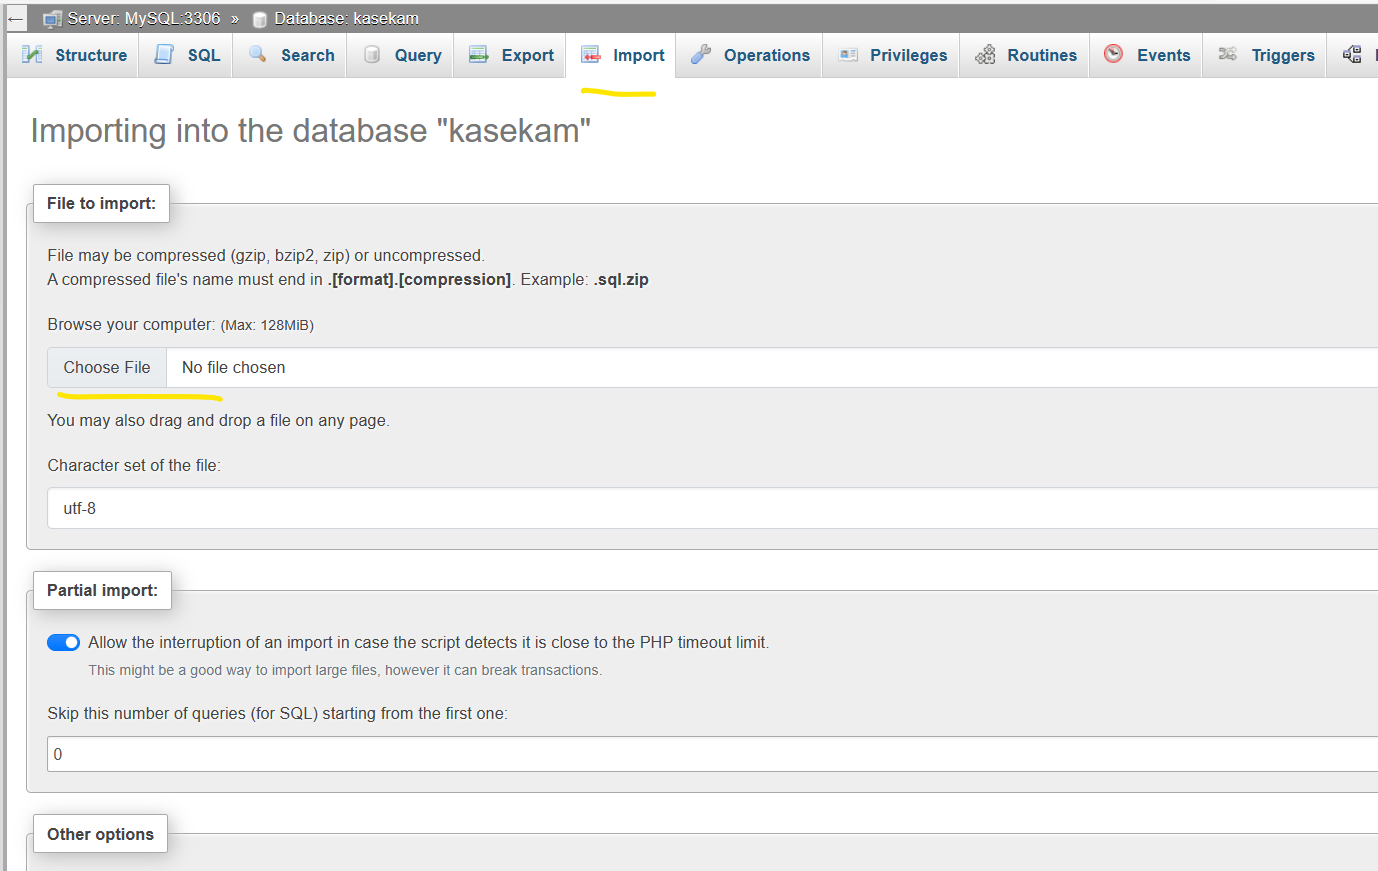 Server: MySQL:3306 » Database: kasekam
Structure SQL Search Query Export Import Operations Privileges Routines Events Triggers
Importing into the database "kasekam"
File to import:
File may be compressed (gzip, bzip2, zip) or uncompressed.
A compressed file's name must end in .[format].[compression]. Example: .sql.zip
Browse your computer: (Max: 128MiB)
Choose File No file chosen
You may also drag and drop a file on any page.
Character set of the file:
utf-8
Partial import:
Allow the interruption of an import in case the script detects it is close to the PHP timeout limit.
This might be a good way to import large files, however it can break transactions.
Skip this number of queries (for SQL) starting from the first one:
0
Other options